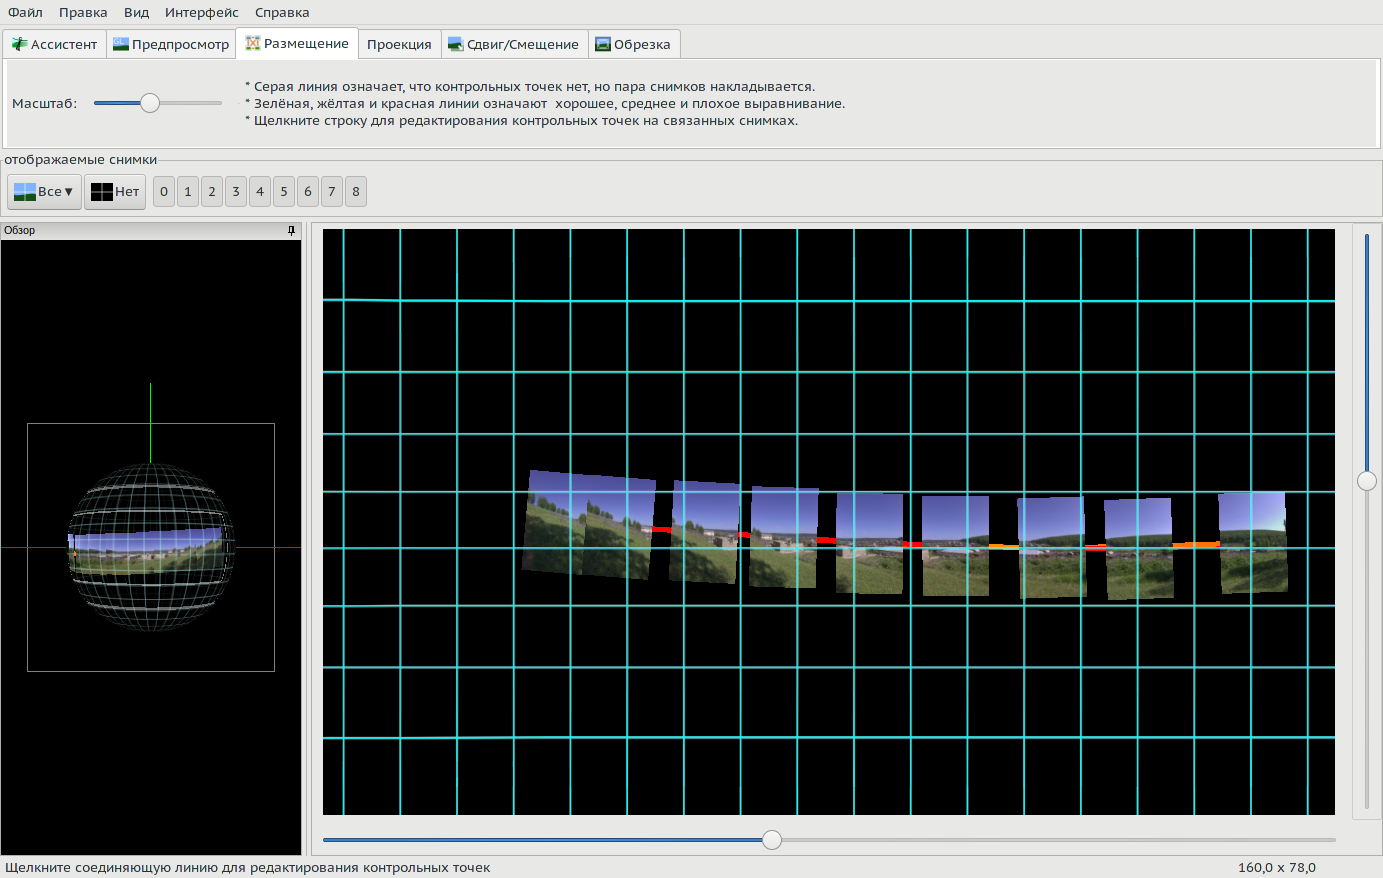 Файл Правка Вид Интерфейс Справка
Ассистент Предпросмотр Размещение Проекция Сдвиг/Смещение Обрезка
Масштаб:
* Серая линия означает, что контрольных точек нет, но пара снимков накладывается.
* Зелёная, жёлтая и красная линии означают  хорошее, среднее и плохое выравнивание.
* Щелкните строку для редактирования контрольных точек на связанных снимках.
отображаемые снимки
Все▼ Нет 0 1 2 3 4 5 6 7 8
Обзор
Щелкните соединяющую линию для редактирования контрольных точек 160,0 x 78,0